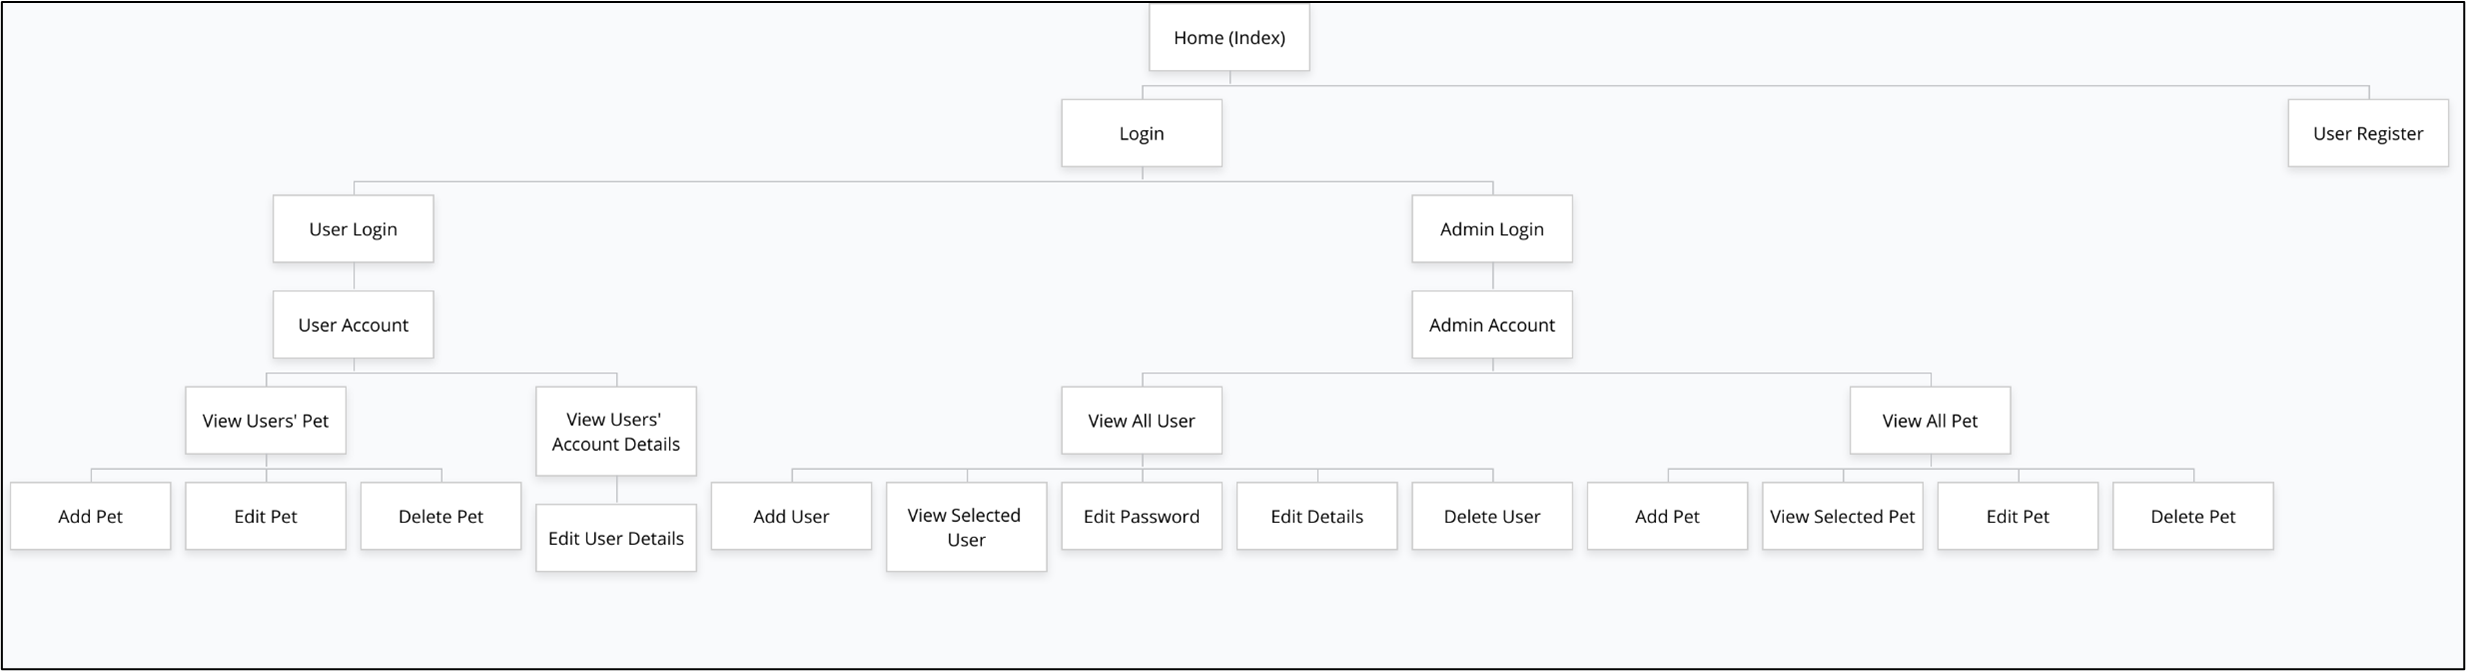 Home (Index)
Login
User Register
User Login
Admin Login
User Account
Admin Account
View Users' Pet
View Users'
Account Details
View All User
View All Pet
Add Pet
Edit Pet
Delete Pet
Edit User Details
Add User
View Selected
User
Edit Password
Edit Details
Delete User
Add Pet
View Selected Pet
Edit Pet
Delete Pet